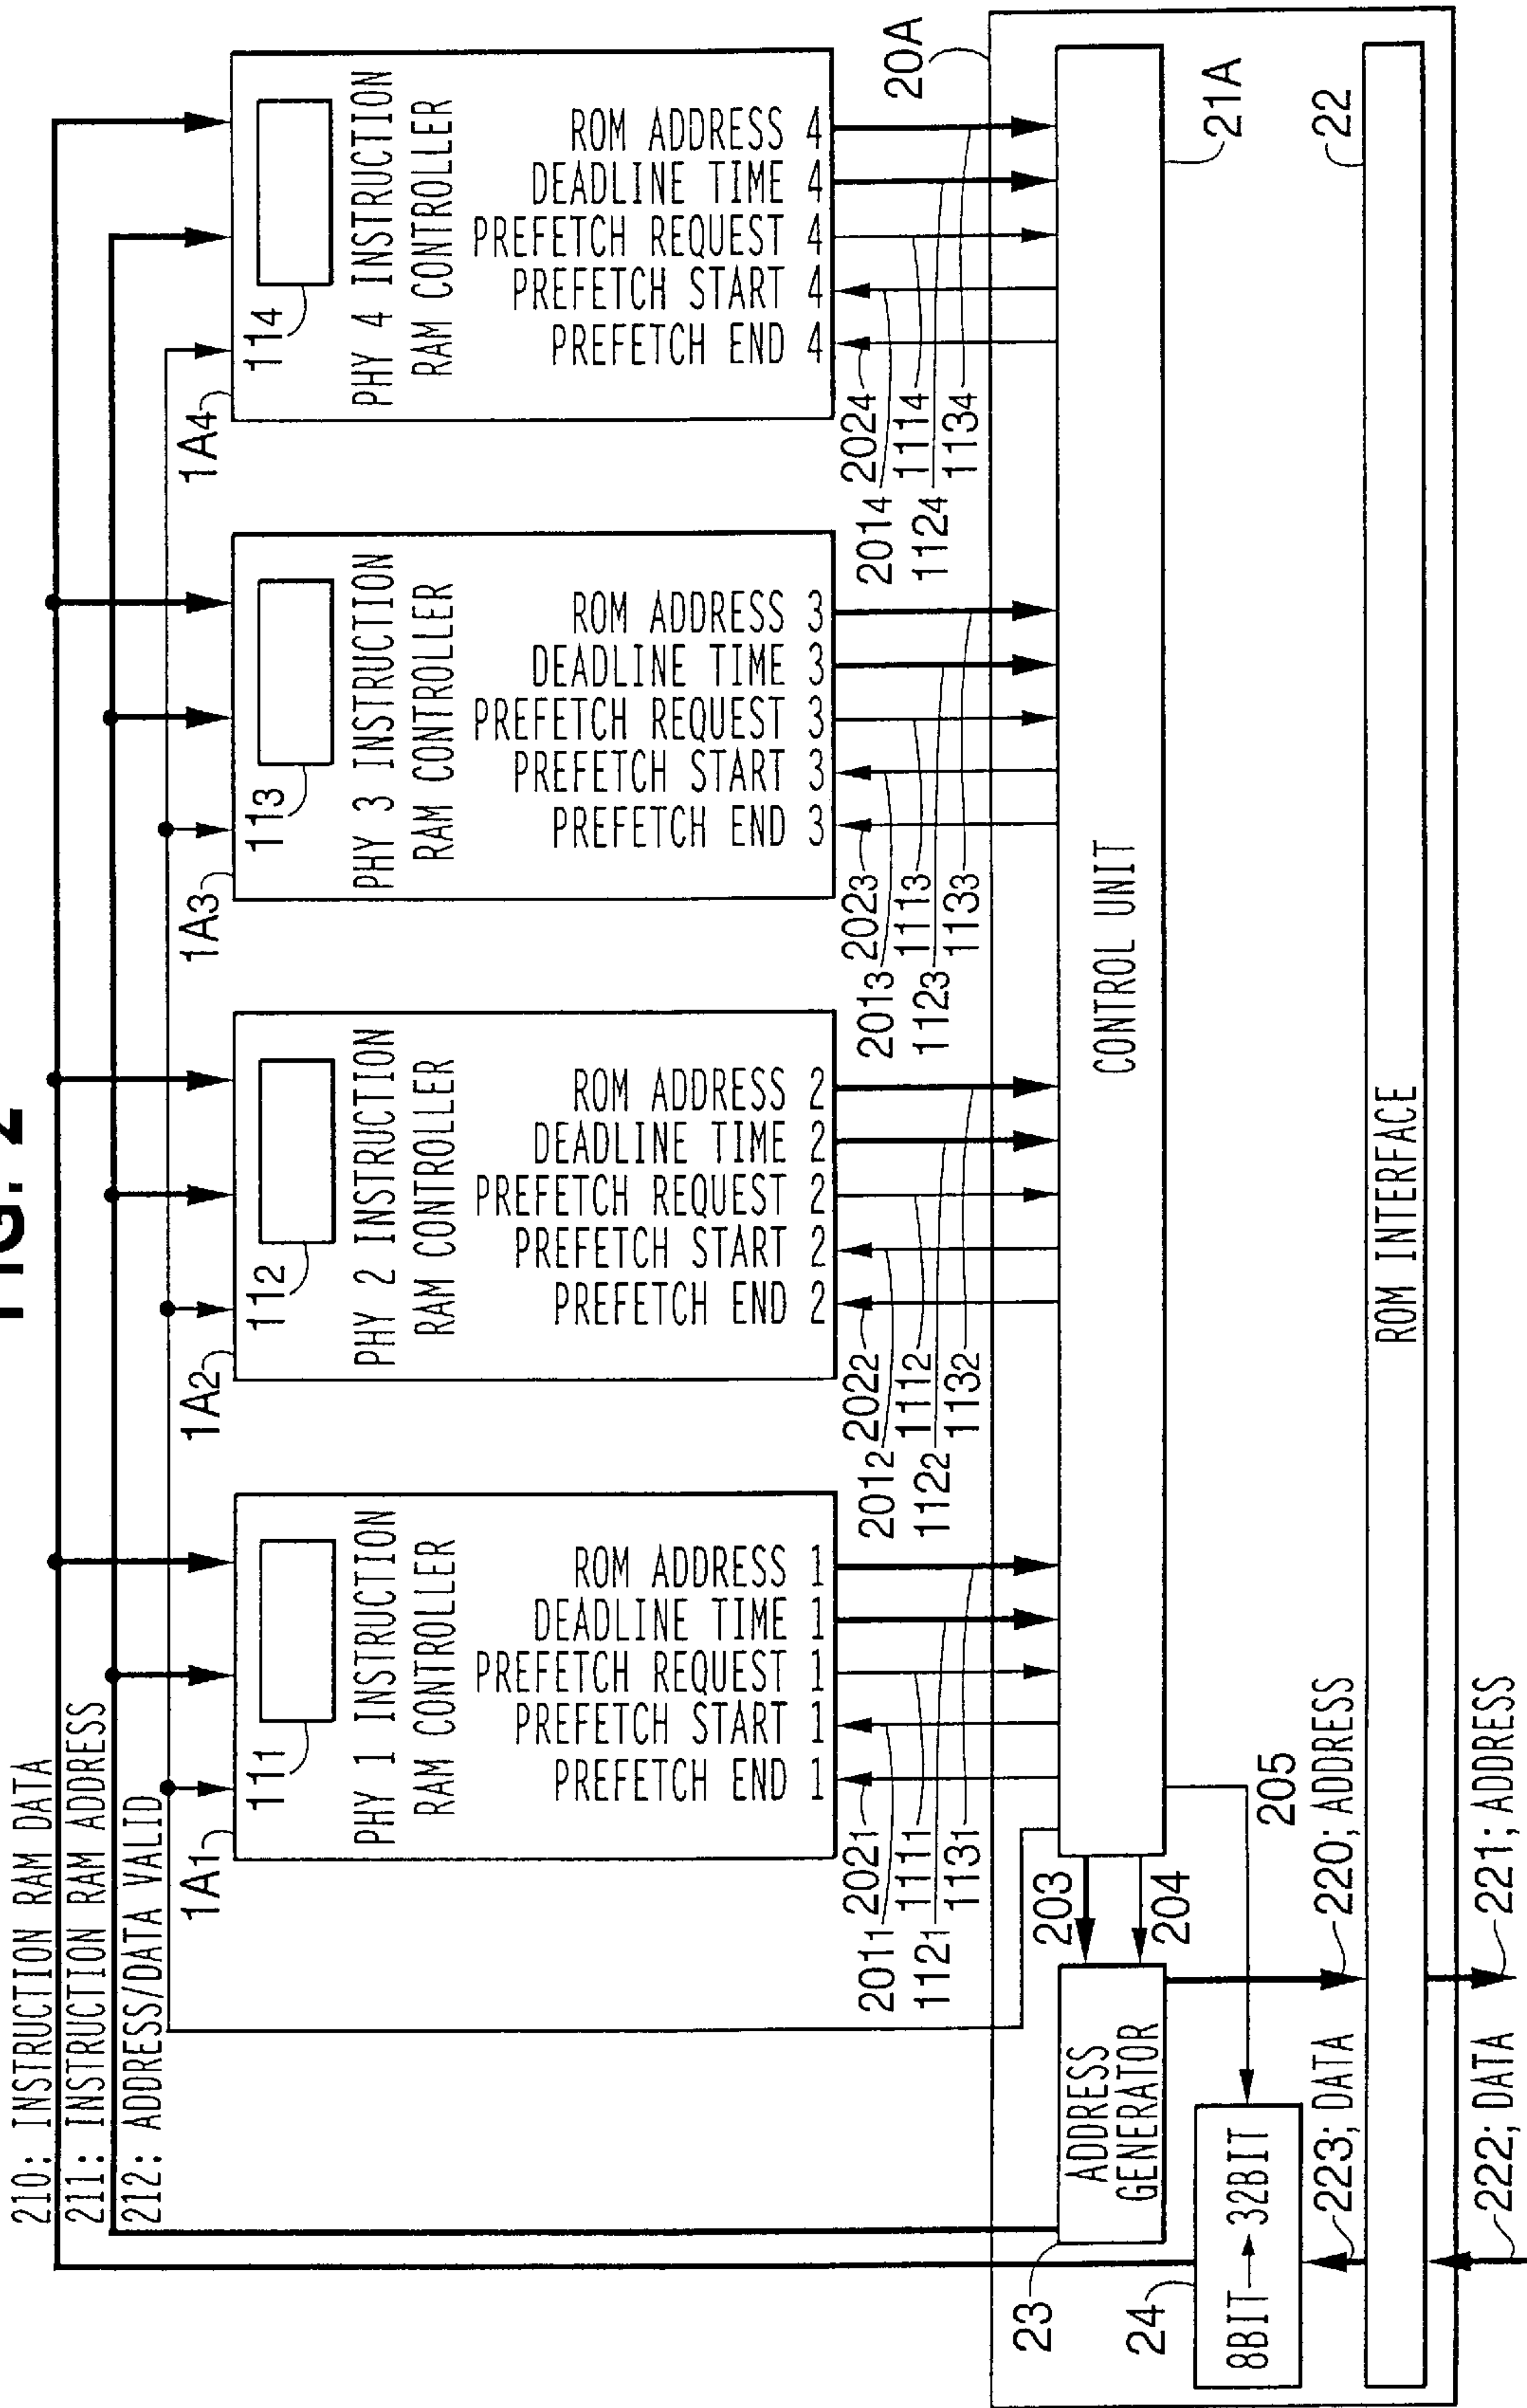 FIG. 2
210: INSTRUCTION RAM DATA
211: INSTRUCTION RAM ADDRESS
212: ADDRESS/DATA VALID
1A1
111
PHY 1 INSTRUCTION
RAM CONTROLLER
PREFETCH END 1
PREFETCH START 1
PREFETCH REQUEST 1
DEADLINE TIME 1
ROM ADDRESS 1
2021
2011
1111
1121
1131
1A2
112
PHY 2 INSTRUCTION
RAM CONTROLLER
PREFETCH END 2
PREFETCH START 2
PREFETCH REQUEST 2
DEADLINE TIME 2
ROM ADDRESS 2
2022
2012
1112
1122
1132
1A3
113
PHY 3 INSTRUCTION
RAM CONTROLLER
PREFETCH END 3
PREFETCH START 3
PREFETCH REQUEST 3
DEADLINE TIME 3
ROM ADDRESS 3
2023
2013
1113
1123
1133
1A4
114
PHY 4 INSTRUCTION
RAM CONTROLLER
PREFETCH END 4
PREFETCH START 4
PREFETCH REQUEST 4
DEADLINE TIME 4
ROM ADDRESS 4
2024
2014
1114
1124
1134
20A
23
ADDRESS
GENERATOR
203
204
CONTROL UNIT
21A
24
8BIT→32BIT
205
223; DATA
220; ADDRESS
ROM INTERFACE
22
222; DATA
221; ADDRESS